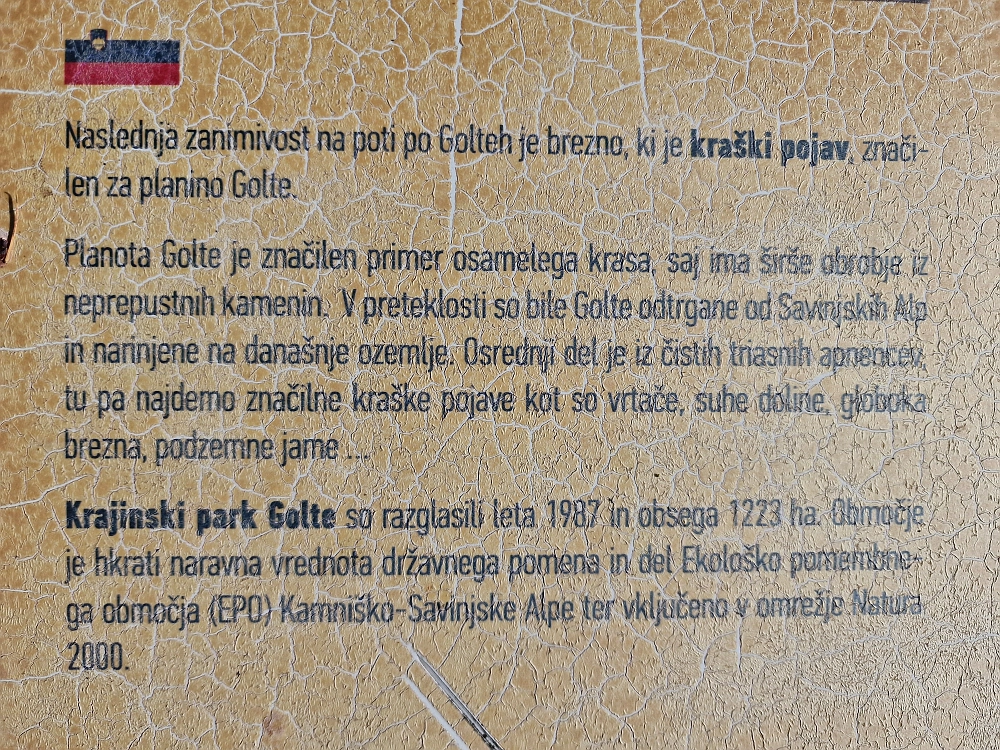 Naslednja zanimivost na poti po Golteh je brezno, ki je kraški pojav, znači-
len za planino Golte.
Planota Golte je značilen primer osamelega krasa, saj ima širše obrobje iz
neprepustnih kamenin. V preteklosti so bile Golte odtrgane od Savinjskih Alp
in narinjene na današnje ozemlje. Osrednji del je iz čistih triasnih apnencev,
tu pa najdemo značilne kraške pojave kot so vrtače, suhe doline, globoka
brezna, podzemne jame ...
Krajinski park Golte so razglasili leta 1987 in obsega 1223 ha. Območje
je hkrati naravna vrednota državnega pomena in del Ekološko pomembne-
ga območja (EPO) Kamniško-Savinjske Alpe ter vključeno v omrežje Natura
2000.